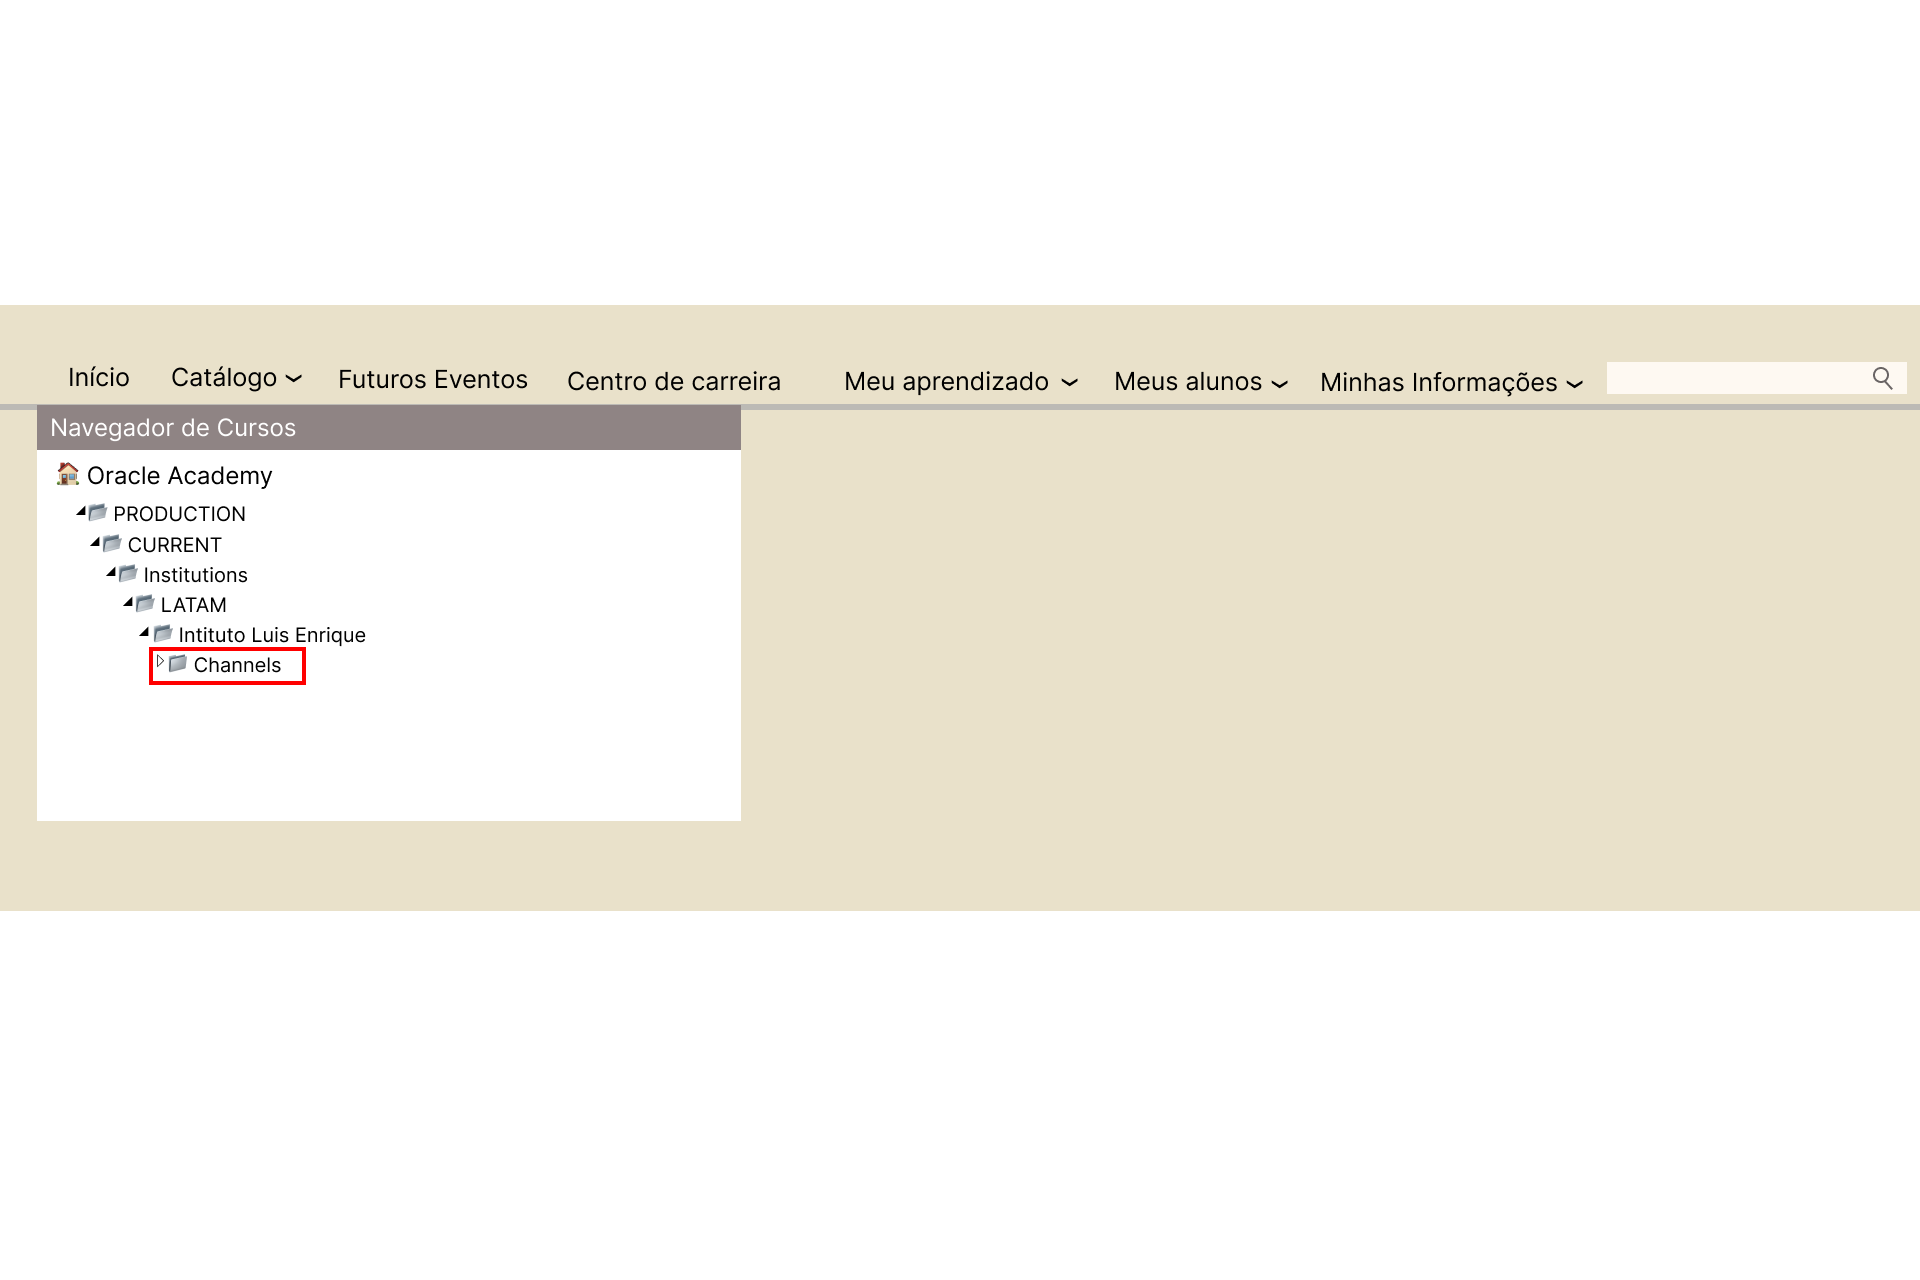 Início Catálogo Futuros Eventos Centro de carreira Meu aprendizado Meus alunos Minhas Informações
Navegador de Cursos
Oracle Academy
PRODUCTION
CURRENT
Institutions
LATAM
Intituto Luis Enrique
Channels